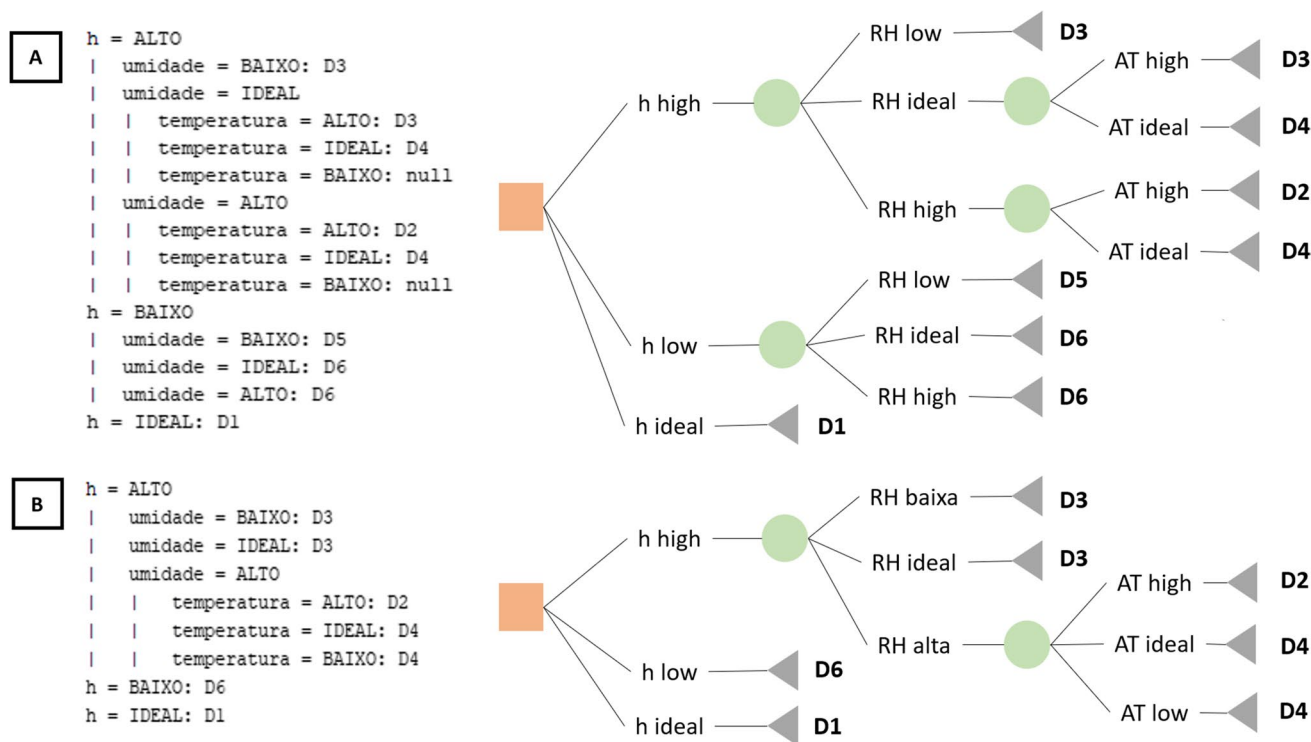 A
h = ALTO
|   umidade = BAIXO: D3
|   umidade = IDEAL
|   |   temperatura = ALTO: D3
|   |   temperatura = IDEAL: D4
|   |   temperatura = BAIXO: null
|   umidade = ALTO
|   |   temperatura = ALTO: D2
|   |   temperatura = IDEAL: D4
|   |   temperatura = BAIXO: null
h = BAIXO
|   umidade = BAIXO: D5
|   umidade = IDEAL: D6
|   umidade = ALTO: D6
h = IDEAL: D1
h high
RH low
D3
RH ideal
AT high
D3
AT ideal
D4
RH high
AT high
D2
AT ideal
D4
h low
RH low
D5
RH ideal
D6
RH high
D6
h ideal
D1
B
h = ALTO
|   umidade = BAIXO: D3
|   umidade = IDEAL: D3
|   umidade = ALTO
|   |   temperatura = ALTO: D2
|   |   temperatura = IDEAL: D4
|   |   temperatura = BAIXO: D4
h = BAIXO: D6
h = IDEAL: D1
h high
RH baixa
D3
RH ideal
D3
RH alta
AT high
D2
AT ideal
D4
AT low
D4
h low
D6
h ideal
D1